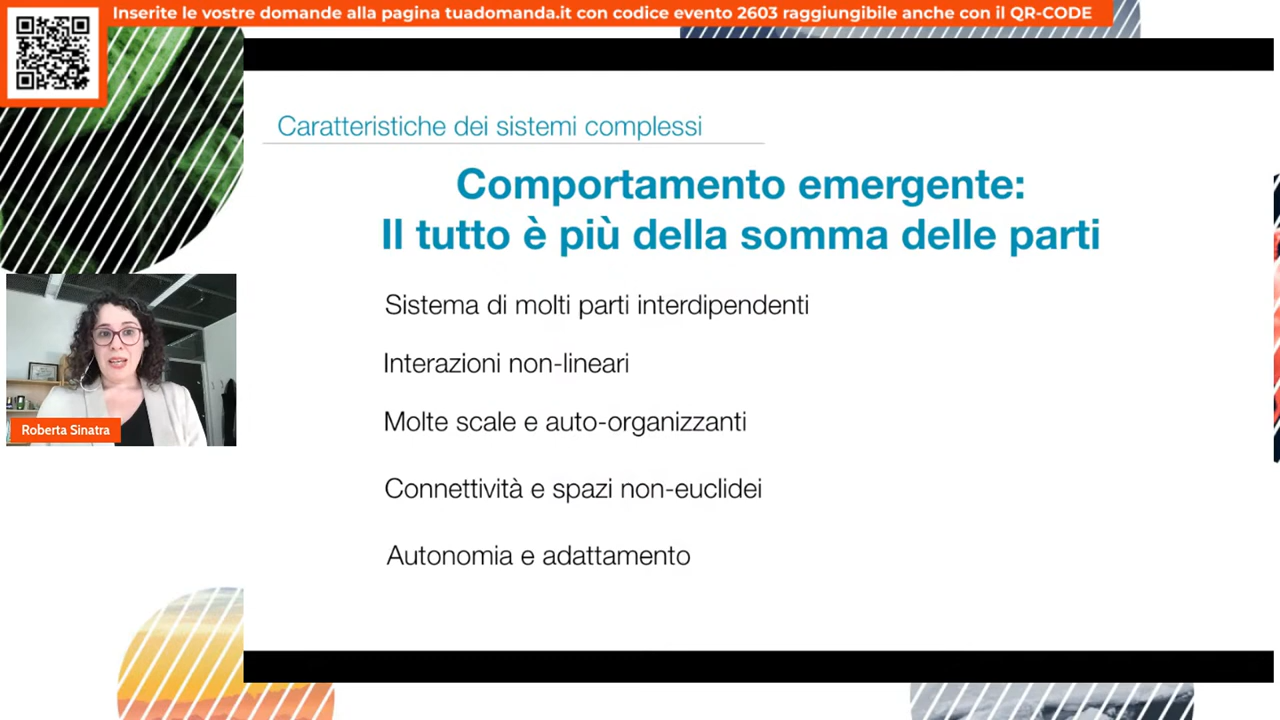 Inserite le vostre domande alla pagina tuadomanda.it con codice evento 2603 raggiungibile anche con il QR-CODE
Caratteristiche dei sistemi complessi
Comportamento emergente:
Il tutto è più della somma delle parti
Sistema di molti parti interdipendenti
Interazioni non-lineari
Molte scale e auto-organizzanti
Connettività e spazi non-euclidei
Autonomia e adattamento
Roberta Sinatra